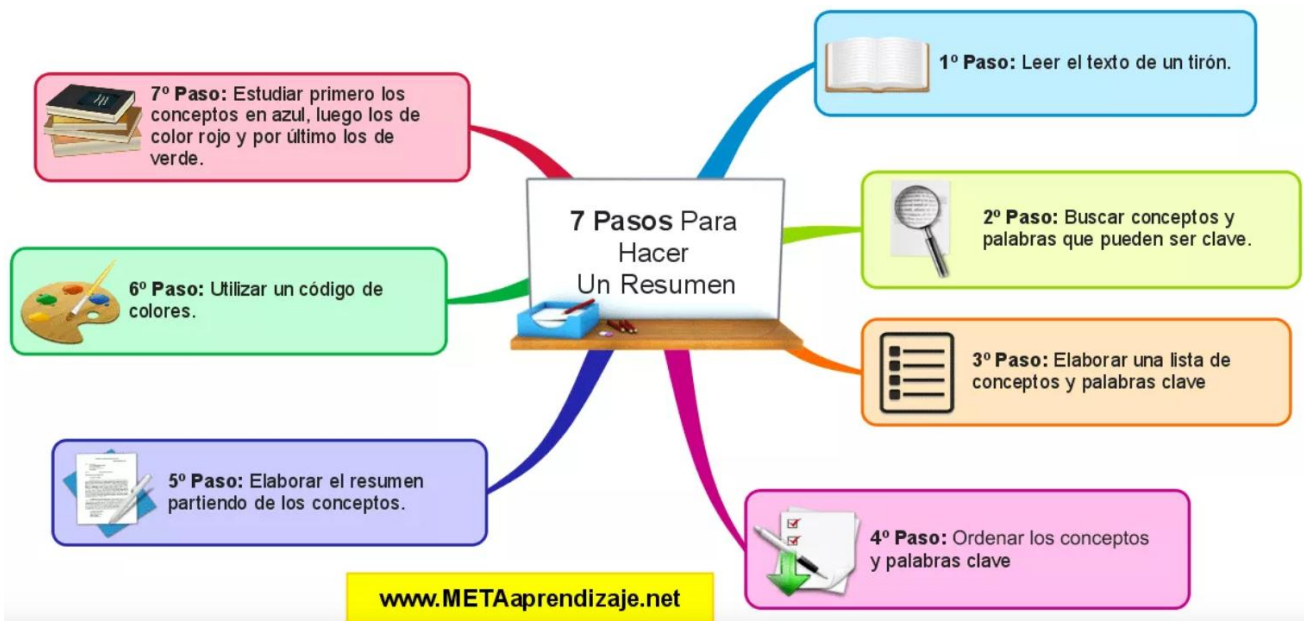 7 Pasos Para
Hacer
Un Resumen
1º Paso: Leer el texto de un tirón.
2º Paso: Buscar conceptos y
palabras que pueden ser clave.
3º Paso: Elaborar una lista de
conceptos y palabras clave
4º Paso: Ordenar los conceptos
y palabras clave
5º Paso: Elaborar el resumen
partiendo de los conceptos.
6º Paso: Utilizar un código de
colores.
7º Paso: Estudiar primero los
conceptos en azul, luego los de
color rojo y por último los de
verde.
www.METAaprendizaje.net